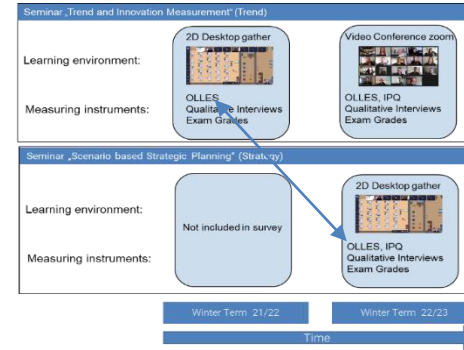 Seminar „Trend and Innovation Measurement“ (Trend)
2D Desktop gather
Video Conference zoom
Learning environment:
Measuring instruments:
OLLES
Qualitative Interviews
Exam Grades
OLLES, IPQ
Qualitative Interviews
Exam Grades
Seminar „Scenario based Strategic Planning“ (Strategy)
2D Desktop gather
Learning environment:
Not included in survey
Measuring instruments:
OLLES, IPQ
Qualitative Interviews
Exam Grades
Winter Term 21/22
Winter Term 22/23
Time